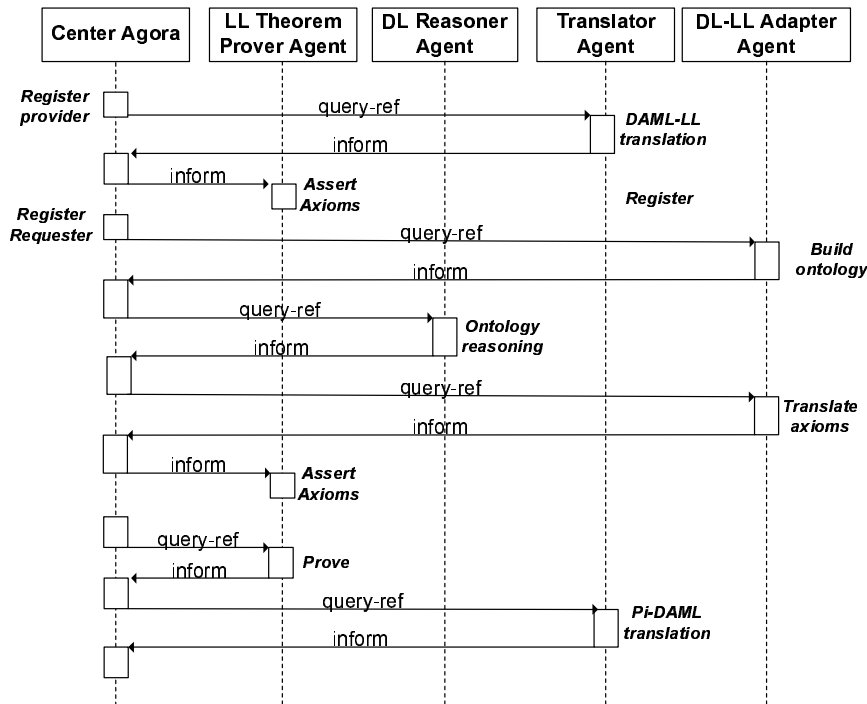 Center Agora
LL Theorem
Prover Agent
DL Reasoner
Agent
Translator
Agent
DL-LL Adapter
Agent
Register
provider
query-ref
DAML-LL
translation
inform
inform
Assert
Axioms
Register
Register
Requester
query-ref
Build
ontology
inform
query-ref
Ontology
reasoning
inform
query-ref
Translate
axioms
inform
inform
Assert
Axioms
query-ref
Prove
inform
query-ref
Pi-DAML
translation
inform